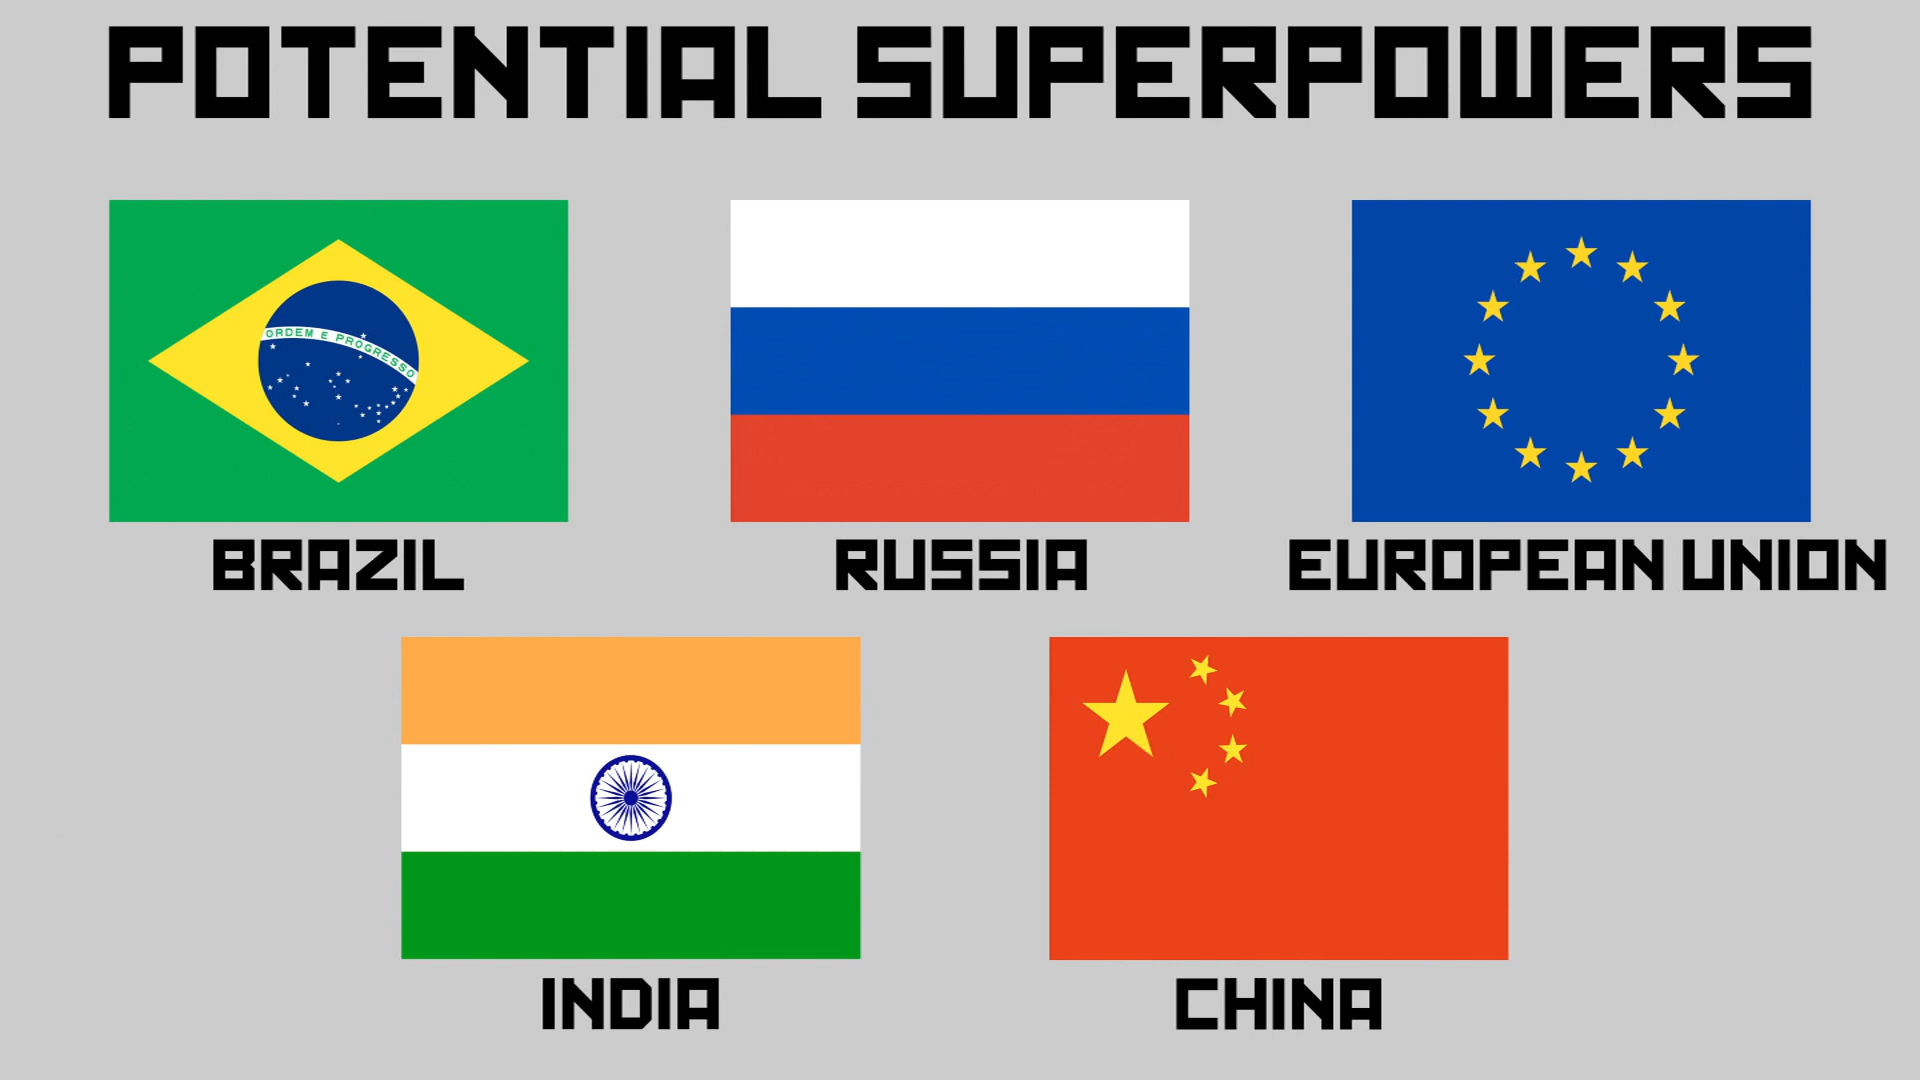 POTENTIAL SUPERPOWERS
ORDEM E PROGRESSO
BRAZIL
RUSSIA
EUROPEAN UNION
INDIA
CHINA